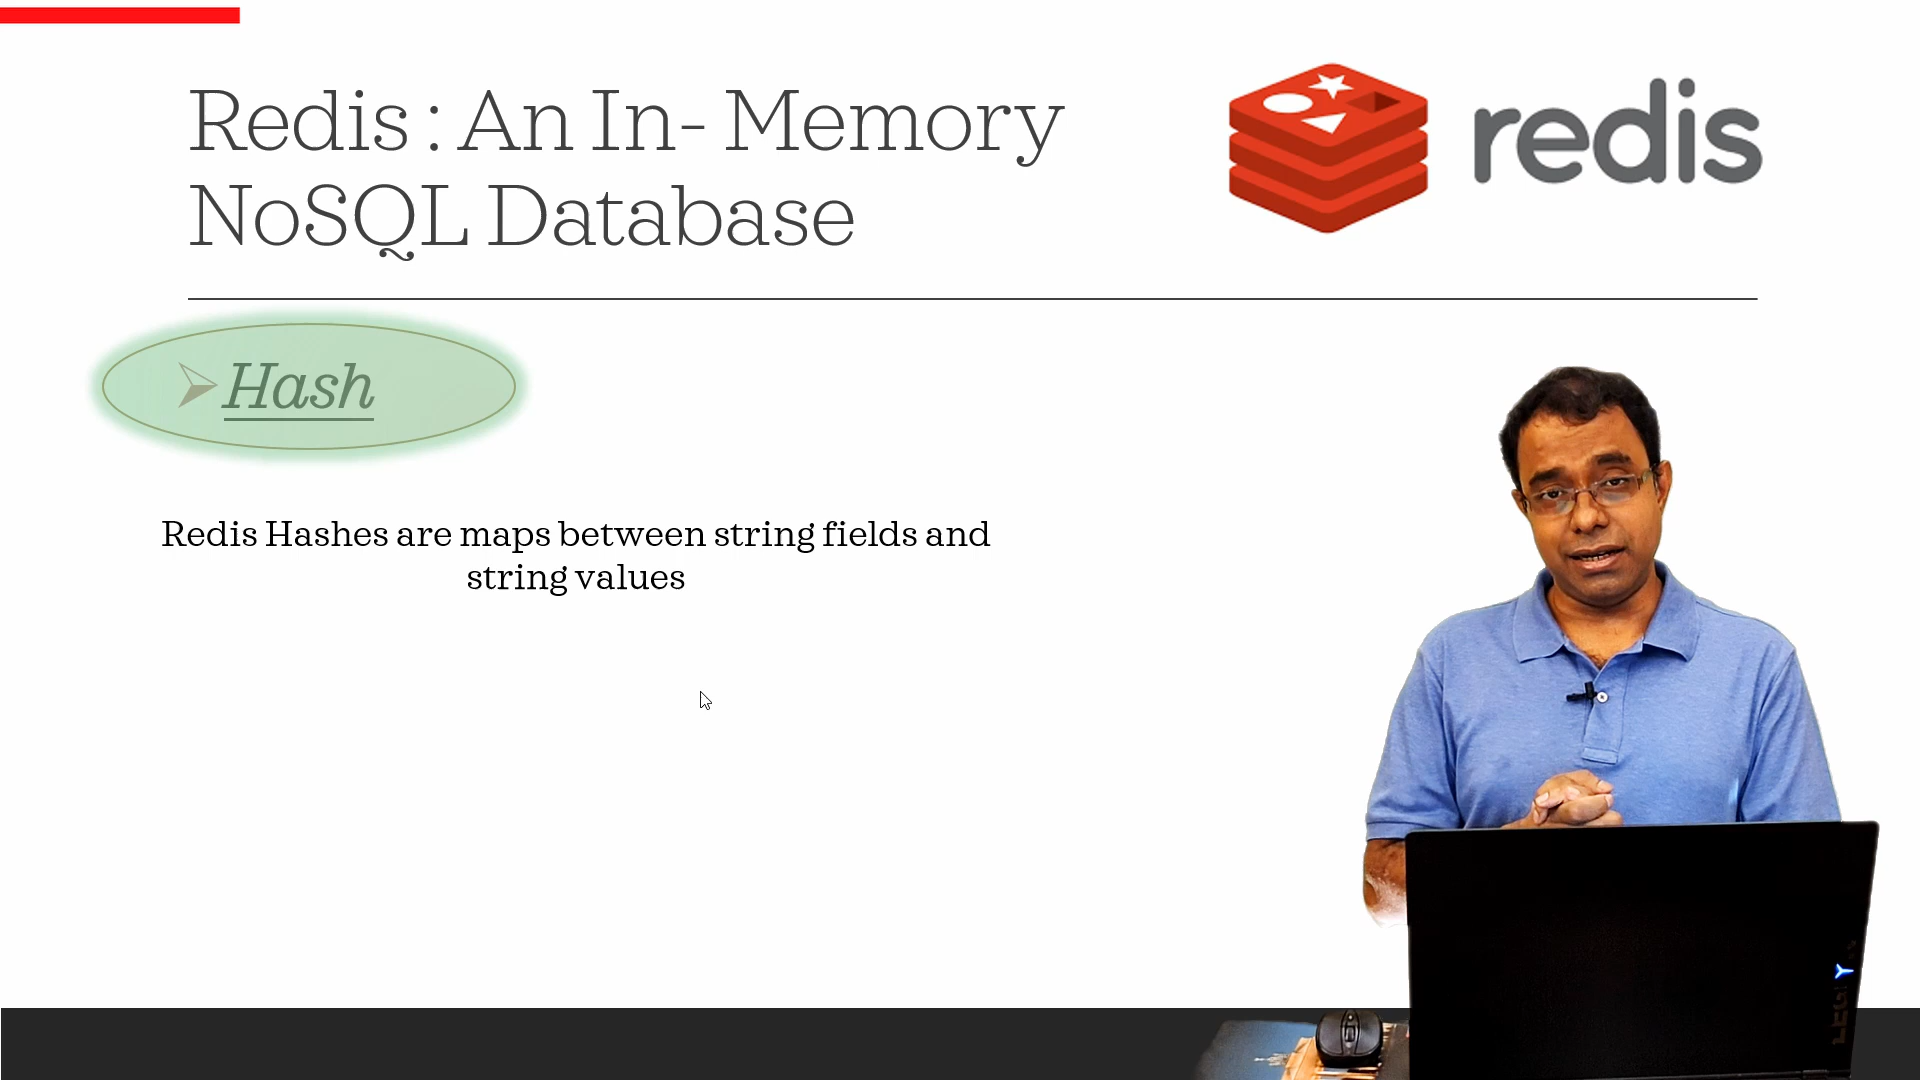 Redis : An In- Memory
NoSQL Database
redis
Hash
Redis Hashes are maps between string fields and
string values